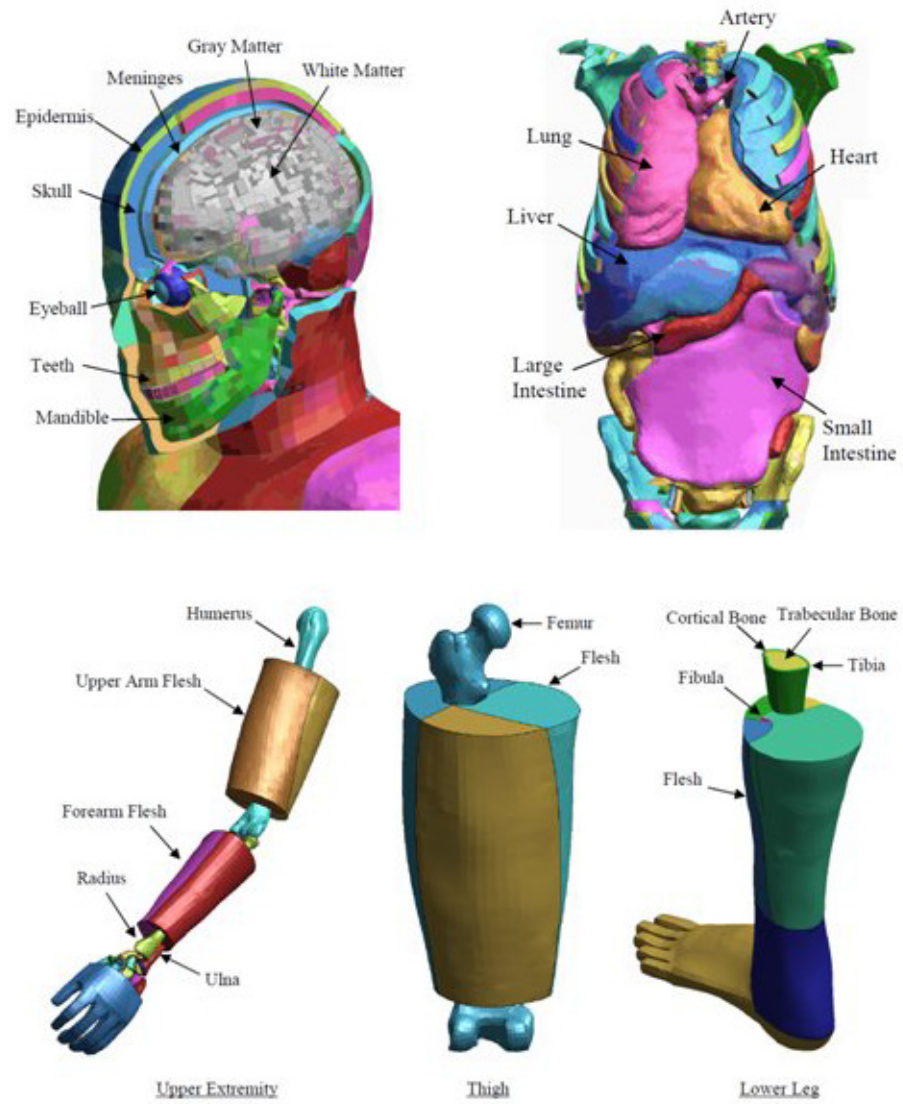 Gray Matter
Meninges
White Matter
Epidermis
Skull
Eyeball
Teeth
Mandible
Artery
Lung
Heart
Liver
Large
Intestine
Small
Intestine
Humerus
Upper Arm Flesh
Forearm Flesh
Radius
Ulna
Upper Extremity
Femur
Flesh
Thigh
Cortical Bone
Trabecular Bone
Tibia
Fibula
Flesh
Lower Leg